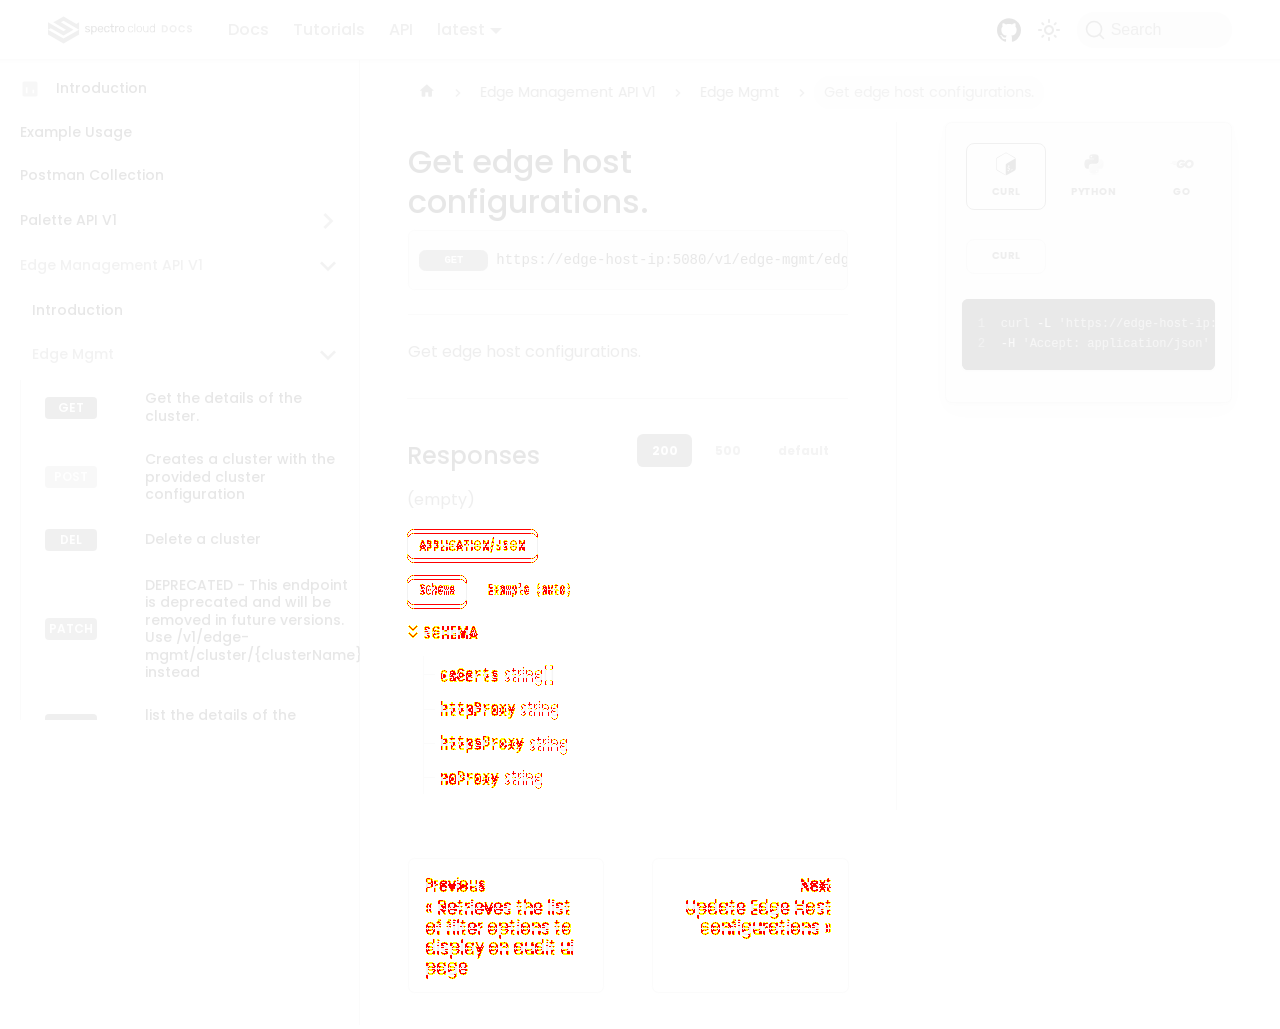 spectro cloud DOCS
Docs
Tutorials
API
latest
Search
Introduction
Example Usage
Postman Collection
Palette API V1
Edge Management API V1
Introduction
Edge Mgmt
GET
Get the details of the
cluster.
POST
Creates a cluster with the
provided cluster
configuration
DEL
Delete a cluster
PATCH
DEPRECATED - This endpoint
is deprecated and will be
removed in future versions.
Use /v1/edge-
mgmt/cluster/{clusterName}
instead
list the details of the
Edge Management API V1
Edge Mgmt
Get edge host configurations
Get edge host
configurations.
GET
https://edge-host-ip:5080/v1/edge-mgmt/edg
Get edge host configurations.
Responses
200
500
default
(empty)
APPLICATION/JSON
Schema
Example (auto)
SCHEMA
caCerts string[]
httpProxy string
httpsProxy string
noProxy string
Previous
« Retrieves the list
of filter options to
display on audit ui
page
Next
Update Edge Host
configurations »
CURL
PYTHON
GO
CURL
1 curl -L 'https://edge-host-ip:
2 -H 'Accept: application/json'